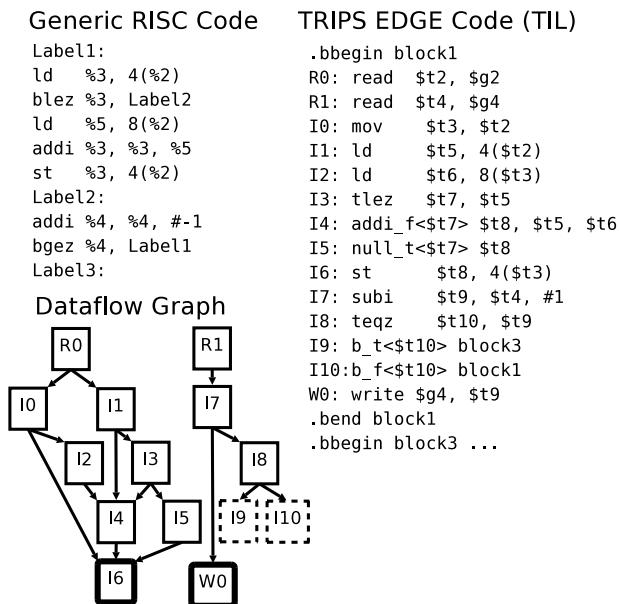 Generic RISC Code
Label1:
ld %3, 4(%2)
blez %3, Label2
ld %5, 8(%2)
addi %3, %3, %5
st %3, 4(%2)
Label2:
addi %4, %4, #-1
bgez %4, Label1
Label3:
TRIPS EDGE Code (TIL)
.bbegin block1
R0: read $t2, $g2
R1: read $t4, $g4
I0: mov $t3, $t2
I1: ld $t5, 4($t2)
I2: ld $t6, 8($t3)
I3: tlez $t7, $t5
I4: addi_f<$t7> $t8, $t5, $t6
I5: null_t<$t7> $t8
I6: st $t8, 4($t3)
I7: subi $t9, $t4, #1
I8: teqz $t10, $t9
I9: b_t<$t10> block3
I10:b_f<$t10> block1
W0: write $g4, $t9
.bend block1
.bbegin block3 ...
Dataflow Graph
R0 R1
I0 I1 I7
I2 I3 I8
I4 I5 I9 I10
I6 W0